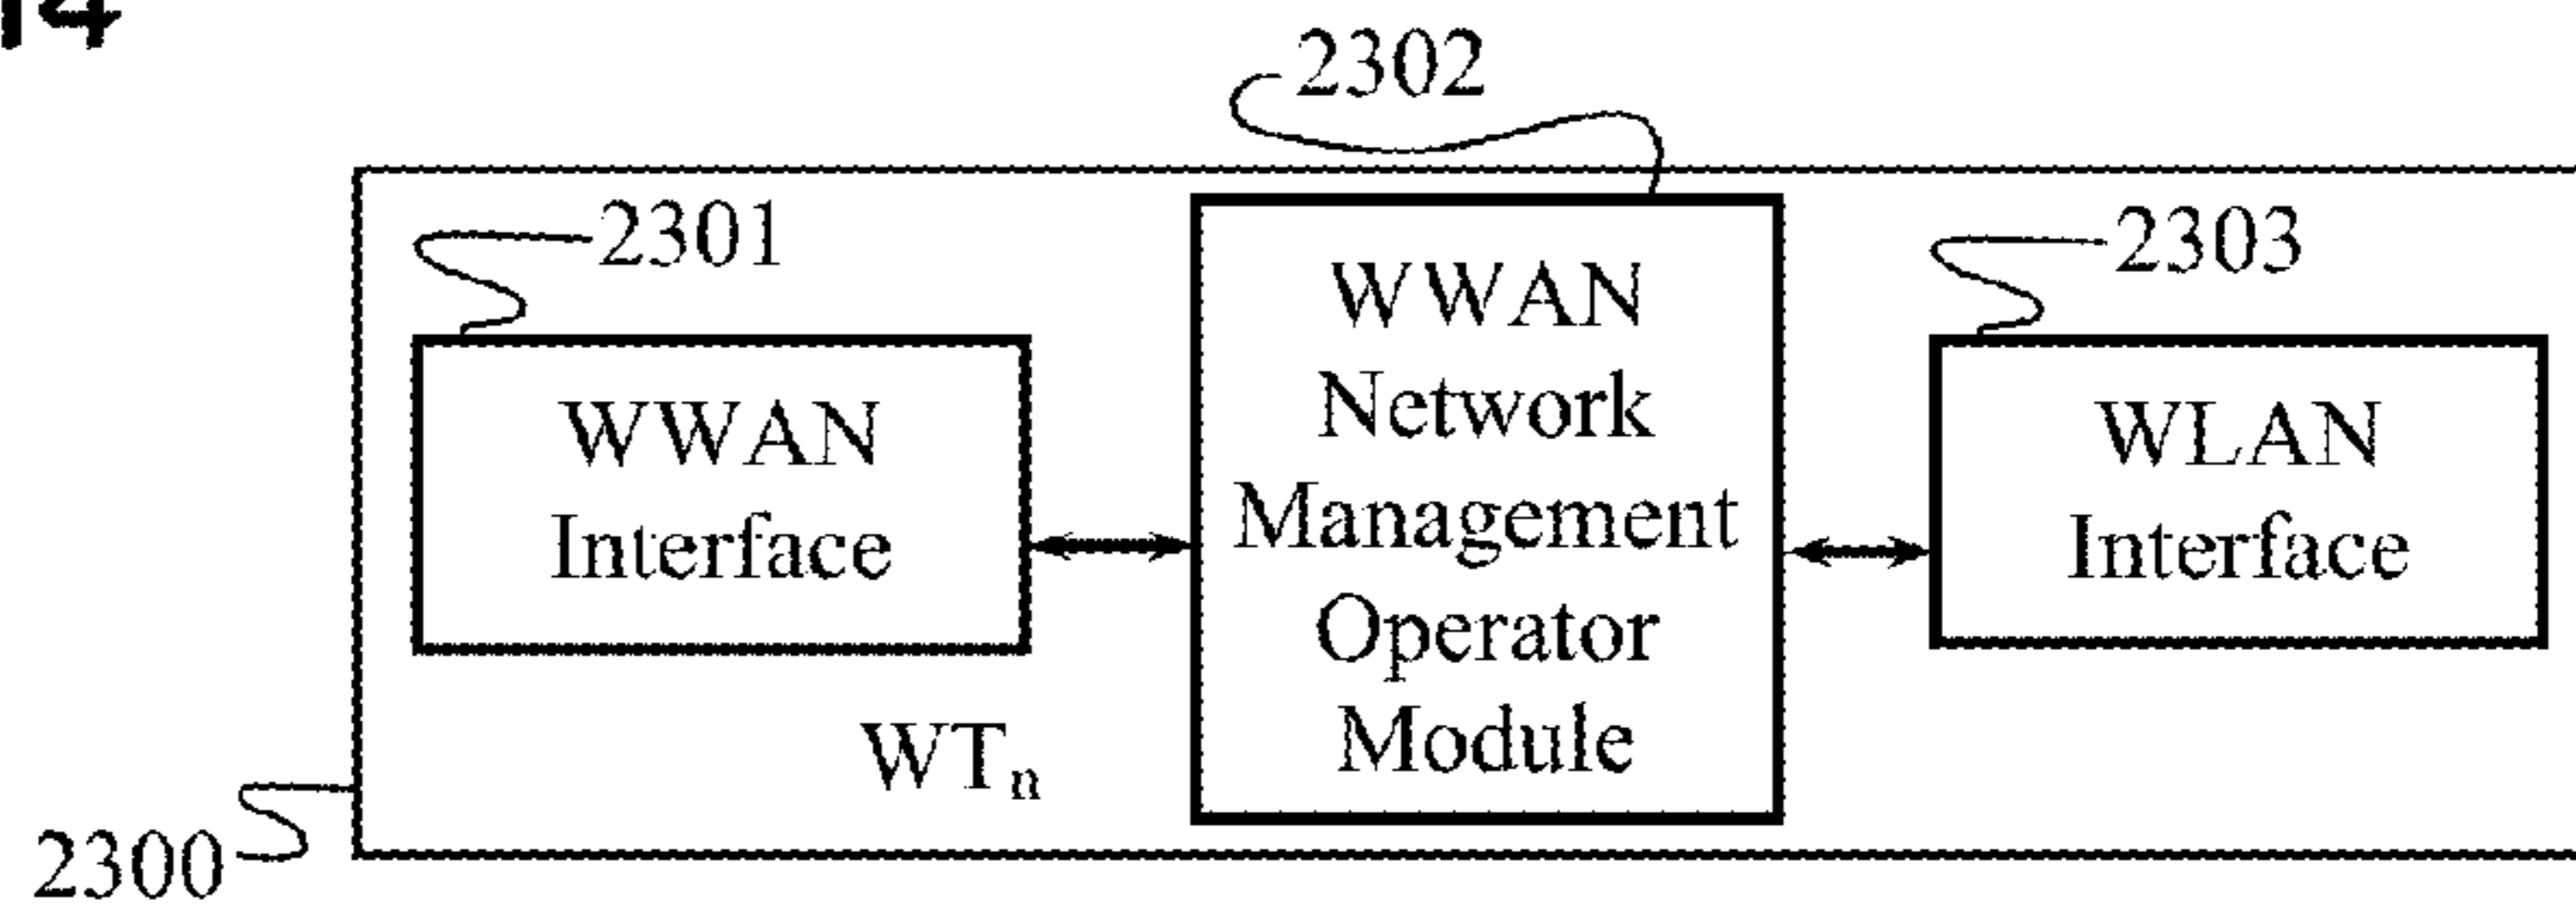 14
2302
2301
2303
WWAN
Network
Management
Operator
Module
WWAN
Interface
WLAN
Interface
WTn
2300